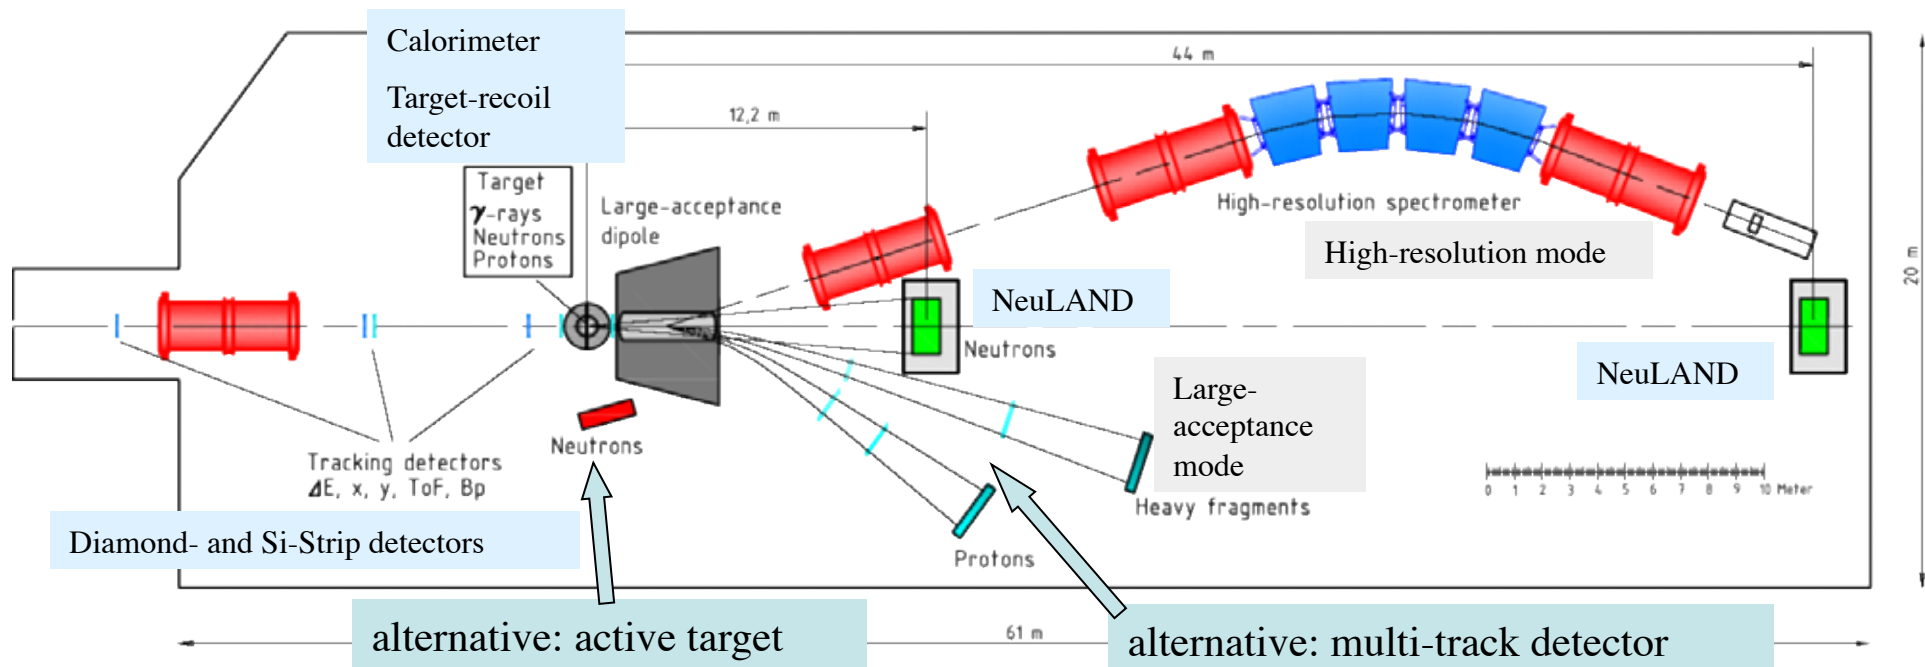 Calorimeter
Target-recoil
detector
44 m
12,2 m
Target
γ-rays
Neutrons
Protons
Large-acceptance
dipole
High-resolution spectrometer
High-resolution mode
20 m
NeuLAND
Neutrons
NeuLAND
Large-
acceptance
mode
Neutrons
Tracking detectors
ΔE, x, y, ToF, Bρ
0 1 2 3 4 5 6 7 8 9 10 Meter
Heavy fragments
Diamond- and Si-Strip detectors
Protons
alternative: active target
61 m
alternative: multi-track detector